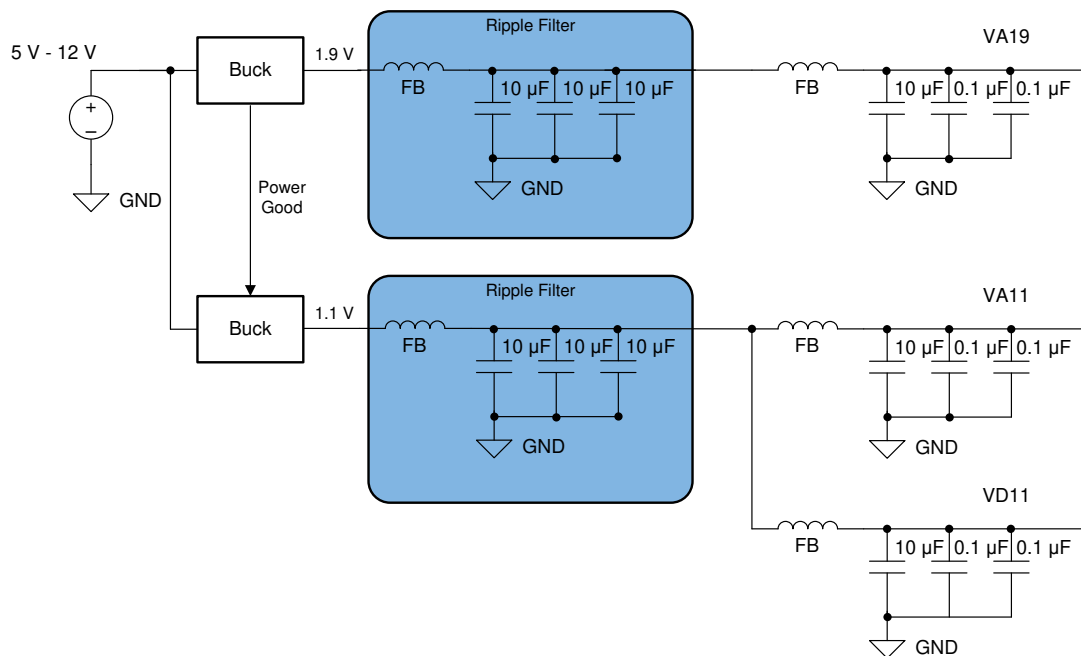 Ripple Filter
VA19
5 V - 12 V
Buck
1.9 V
FB
10 µF
10 µF
10 µF
FB
10 µF
0.1 µF
0.1 µF
+
−
GND
Power
Good
GND
GND
Ripple Filter
VA11
Buck
1.1 V
FB
10 µF
10 µF
10 µF
FB
10 µF
0.1 µF
0.1 µF
GND
GND
VD11
FB
10 µF
0.1 µF
0.1 µF
GND